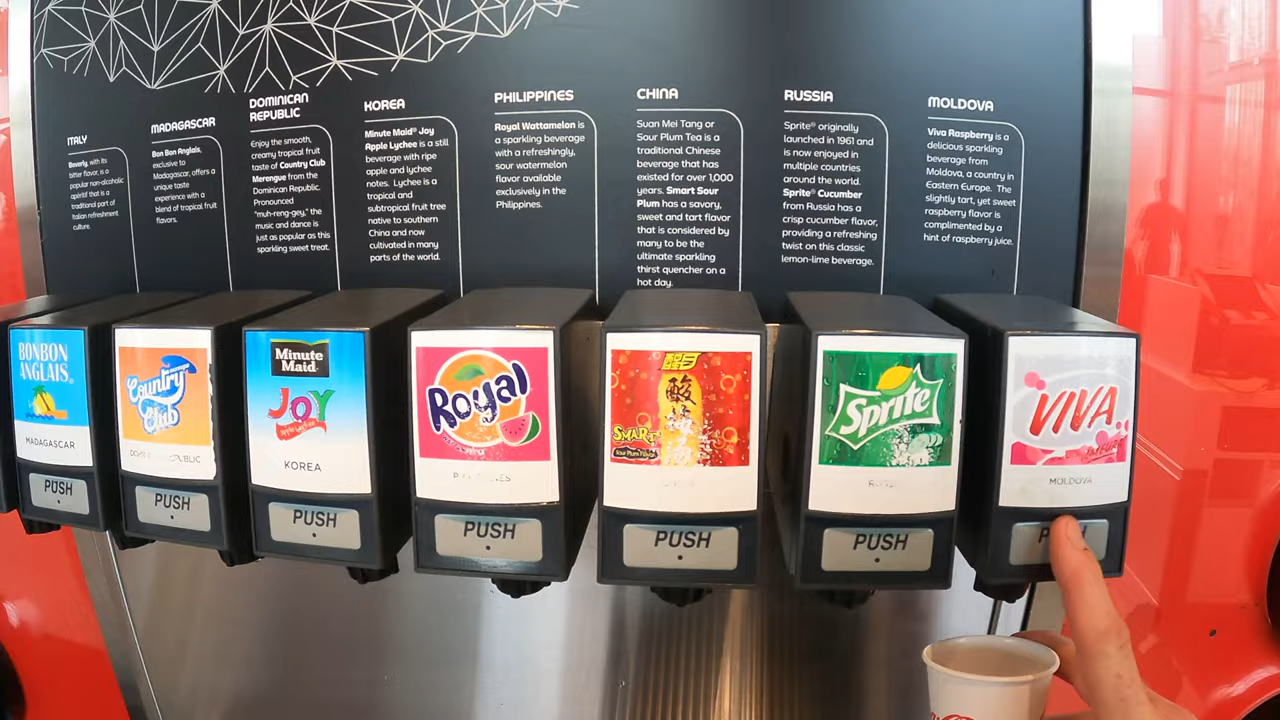 ITALY
Beverly, with its
bitter flavor, is a
popular non-alcoholic
apéritif that is a
traditional part of
Italian refreshment
culture.
MADAGASCAR
Bon Bon Anglais,
exclusive to
Madagascar, offers a
unique taste
experience with a
blend of tropical fruit
flavors.
DOMINICAN
REPUBLIC
Enjoy the smooth,
creamy tropical fruit
taste of Country Club
Merengue from the
Dominican Republic.
Pronounced
"muh-reng-gey," the
music and dance is
just as popular as this
sparkling sweet treat.
KOREA
Minute Maid® Joy
Apple Lychee is a still
beverage with ripe
apple and lychee
notes. Lychee is a
tropical and
subtropical fruit tree
native to southern
China and now
cultivated in many
parts of the world.
PHILIPPINES
Royal Wattamelon is
a sparkling beverage
with a refreshingly,
sour watermelon
flavor available
exclusively in the
Philippines.
CHINA
Suan Mei Tang or
Sour Plum Tea is a
traditional Chinese
beverage that has
existed for over 1,000
years. Smart Sour
Plum has a savory,
sweet and tart flavor
that is considered by
many to be the
ultimate sparkling
thirst quencher on a
hot day.
RUSSIA
Sprite® originally
launched in 1961 and
is now enjoyed in
multiple countries
around the world.
Sprite® Cucumber
from Russia has a
crisp cucumber flavor,
providing a refreshing
twist on this classic
lemon-lime beverage.
MOLDOVA
Viva Raspberry is a
delicious sparkling
beverage from
Moldova, a country in
Eastern Europe. The
slightly tart, yet sweet
raspberry flavor is
complimented by a
hint of raspberry juice.
BONBON
ANGLAIS
MADAGASCAR
PUSH
Country
Club
PUSH
Minute
Maid
JOY
Apple Lychee
KOREA
PUSH
Royal
PUSH
醒目
酸
SMART
Sour Plum Flavor
PUSH
Sprite
PUSH
VIVA
MOLDOVA